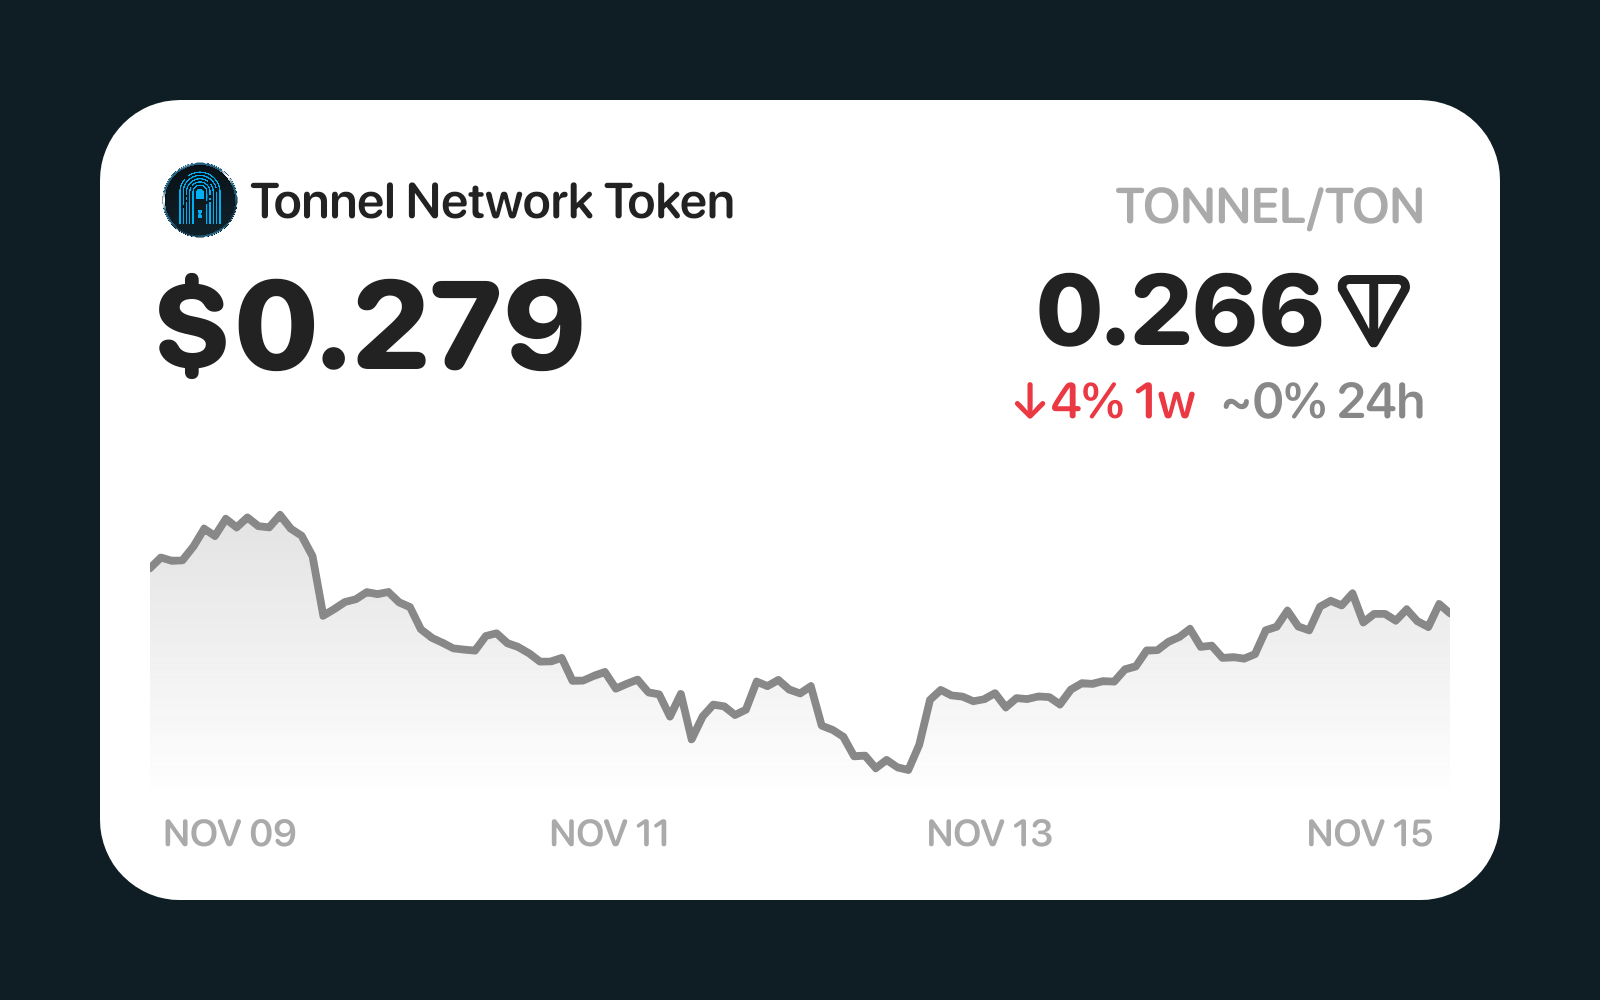 Tonnel Network Token
TONNEL/TON
$0.279
0.266
↓4% 1w ~0% 24h
NOV 09 NOV 11 NOV 13 NOV 15